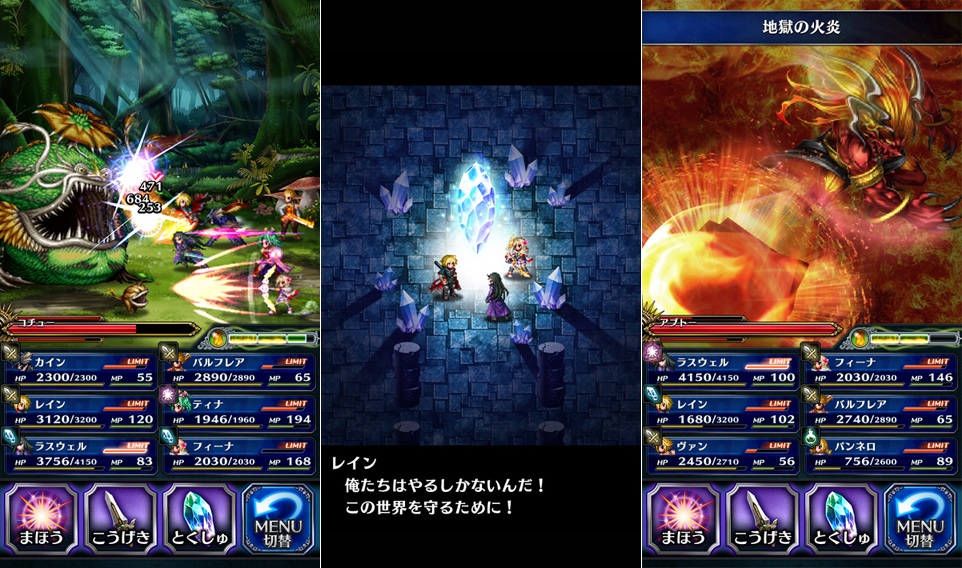 471
684
253
コチュー
カイン
LIMIT
HP 2300/2300 MP 55
バルフレア
LIMIT
HP 2890/2890 MP 65
レイン
LIMIT
HP 3120/3200 MP 120
ティナ
LIMIT
HP 1946/1960 MP 194
ラスウェル
LIMIT
HP 3756/4150 MP 83
フィーナ
LIMIT
HP 2030/2030 MP 168
まほう
こうげき
とくしゅ
MENU
切替
レイン
俺たちはやるしかないんだ!
この世界を守るために!
地獄の火炎
アブトー
ラスウェル
LIMIT
HP 4150/4150 MP 100
フィーナ
LIMIT
HP 2030/2030 MP 146
レイン
LIMIT
HP 1680/3200 MP 102
バルフレア
LIMIT
HP 2740/2890 MP 65
ヴァン
LIMIT
HP 2450/2710 MP 56
パンネロ
LIMIT
HP 756/2600 MP 89
まほう
こうげき
とくしゅ
MENU
切替